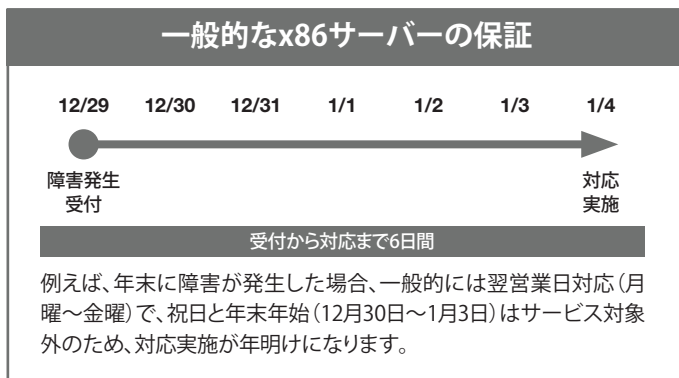 一般的なx86サーバーの保証
12/29 12/30 12/31 1/1 1/2 1/3 1/4
障害発生
受付
対応
実施
受付から対応まで6日間
例えば、年末に障害が発生した場合、一般的には翌営業日対応(月
曜～金曜)で、祝日と年末年始(12月30日～1月3日)はサービス対象
外のため、対応実施が年明けになります。